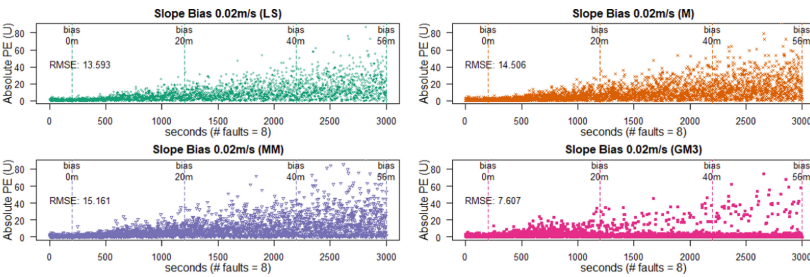 Slope Bias 0.02m/s (LS)
Absolute PE (U)
80
60
40
20
0
bias
0m
bias
20m
bias
40m
bias
56m
RMSE: 13.593
0 500 1000 1500 2000 2500 3000
seconds (# faults = 8)
Slope Bias 0.02m/s (M)
Absolute PE (U)
80
60
40
20
0
bias
0m
bias
20m
bias
40m
bias
56m
RMSE: 14.506
0 500 1000 1500 2000 2500 3000
seconds (# faults = 8)
Slope Bias 0.02m/s (MM)
Absolute PE (U)
80
60
40
20
0
bias
0m
bias
20m
bias
40m
bias
56m
RMSE: 15.161
0 500 1000 1500 2000 2500 3000
seconds (# faults = 8)
Slope Bias 0.02m/s (GM3)
Absolute PE (U)
80
60
40
20
0
bias
0m
bias
20m
bias
40m
bias
56m
RMSE: 7.607
0 500 1000 1500 2000 2500 3000
seconds (# faults = 8)